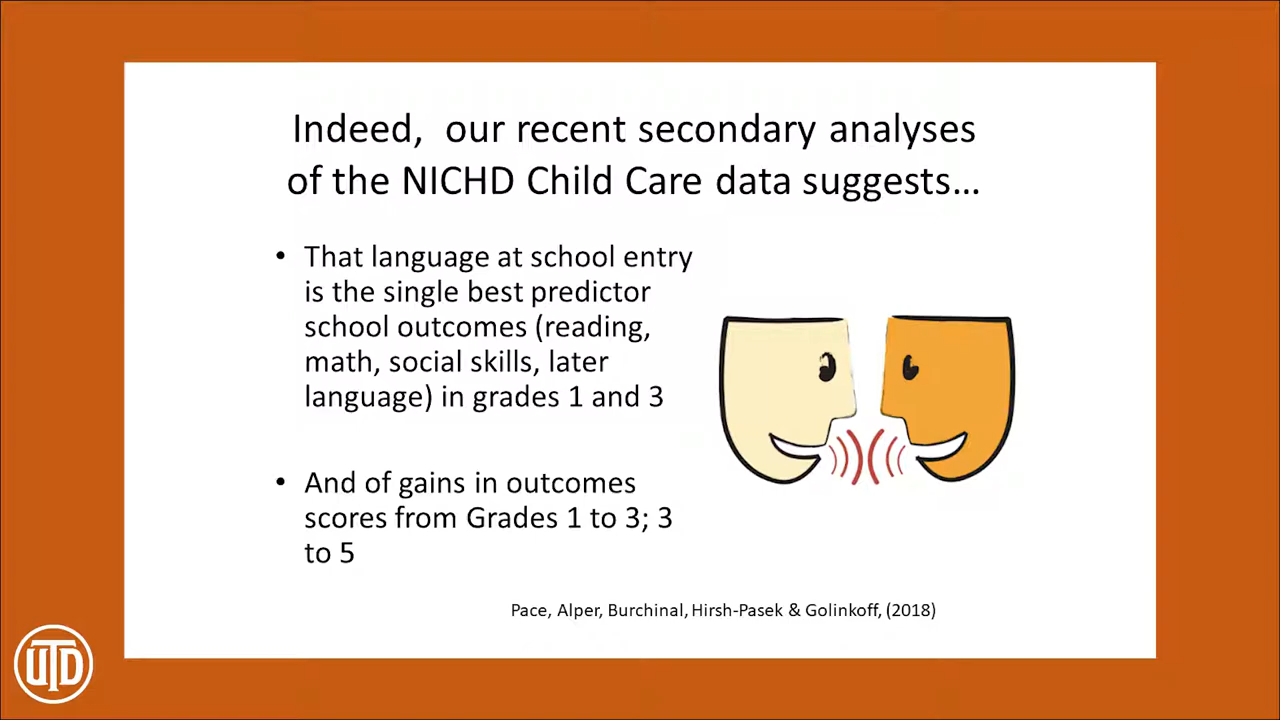 Indeed, our recent secondary analyses
of the NICHD Child Care data suggests…
• That language at school entry
is the single best predictor
school outcomes (reading,
math, social skills, later
language) in grades 1 and 3
• And of gains in outcomes
scores from Grades 1 to 3; 3
to 5
Pace, Alper, Burchinal, Hirsh-Pasek & Golinkoff, (2018)
UTD